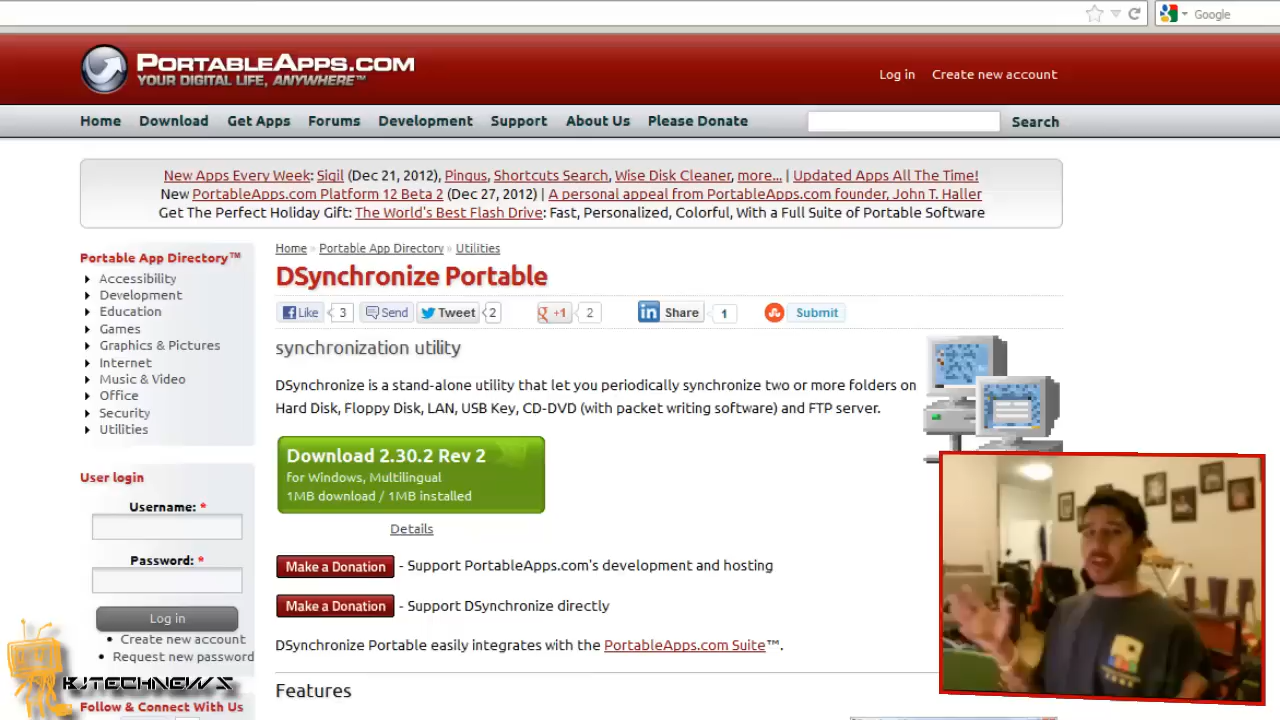 Google
PORTABLEAPPS.COM
YOUR DIGITAL LIFE, ANYWHERE™
Log in Create new account
Home Download Get Apps Forums Development Support About Us Please Donate Search
New Apps Every Week: Sigil (Dec 21, 2012), Pingus, Shortcuts Search, Wise Disk Cleaner, more... | Updated Apps All The Time!
New PortableApps.com Platform 12 Beta 2 (Dec 27, 2012) | A personal appeal from PortableApps.com founder, John T. Haller
Get The Perfect Holiday Gift: The World's Best Flash Drive: Fast, Personalized, Colorful, With a Full Suite of Portable Software
Portable App Directory™
Accessibility
Development
Education
Games
Graphics & Pictures
Internet
Music & Video
Office
Security
Utilities
User login
Username: *
Password: *
Log in
Create new account
Request new password
Follow & Connect With Us
KJTECHNEWS
Home » Portable App Directory » Utilities
DSynchronize Portable
Like 3 Send Tweet 2 +1 2 in Share 1 Submit
synchronization utility
DSynchronize is a stand-alone utility that let you periodically synchronize two or more folders on
Hard Disk, Floppy Disk, LAN, USB Key, CD-DVD (with packet writing software) and FTP server.
Download 2.30.2 Rev 2
for Windows, Multilingual
1MB download / 1MB installed
Details
Make a Donation - Support PortableApps.com's development and hosting
Make a Donation - Support DSynchronize directly
DSynchronize Portable easily integrates with the PortableApps.com Suite™.
Features